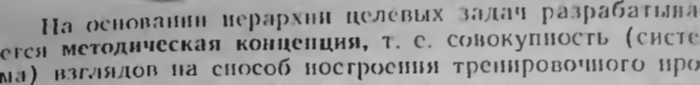 На основании иерархии целевых задач разрабатыва
ется методическая концепция, т. е. совокупность (систе
ма) взглядов на способ построения тренировочного про